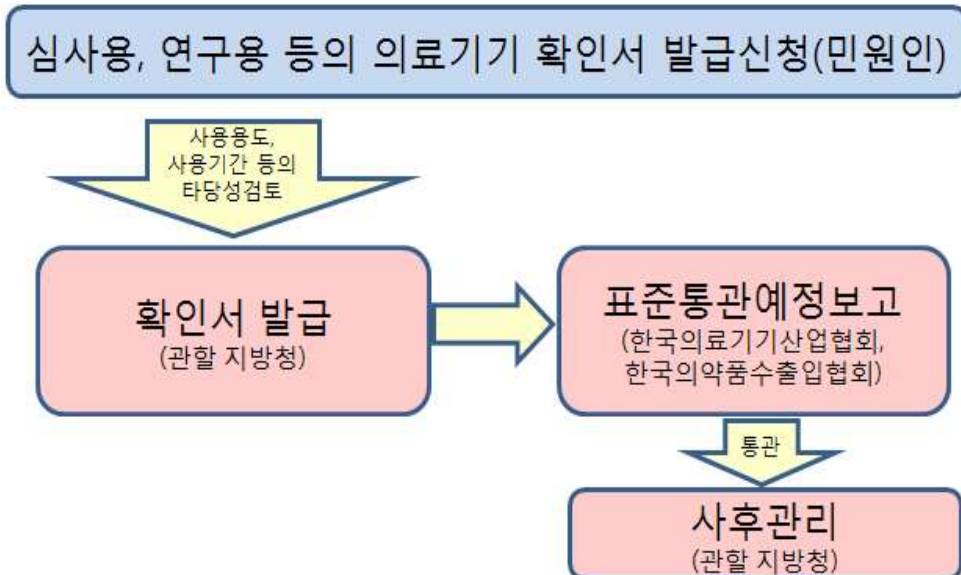 심사용, 연구용 등의 의료기기 확인서 발급신청(민원인)
사용용도,
사용기간 등의
타당성검토
확인서 발급
(관할 지방청)
표준통관예정보고
(한국의료기기산업협회,
한국의약품수출입협회)
통관
사후관리
(관할 지방청)